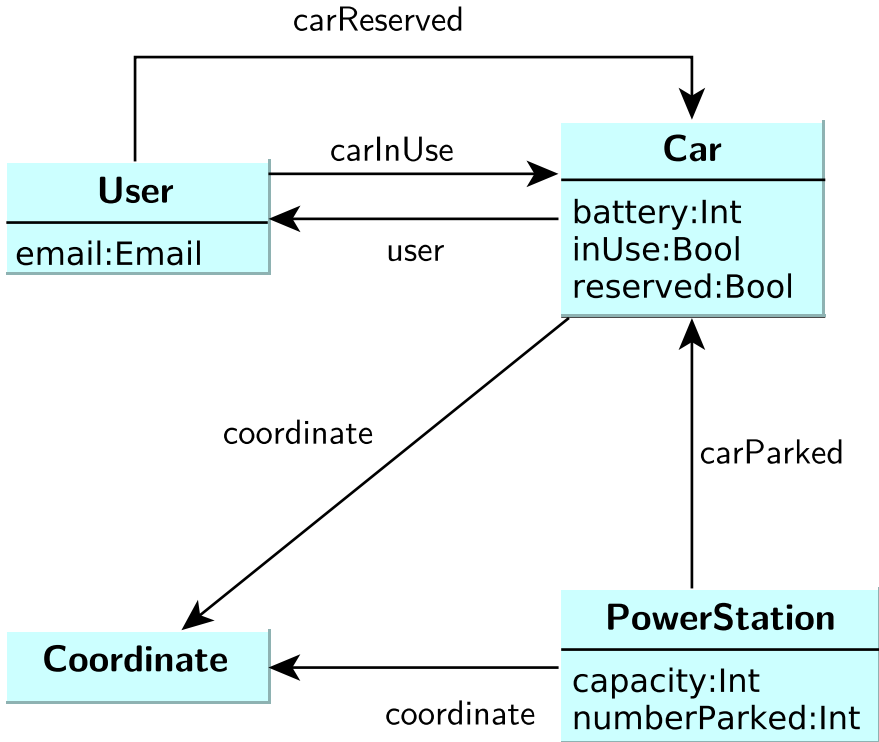 carReserved
Car
carInUse
User
battery:Int
email:Email
user
inUse:Bool
reserved:Bool
coordinate
carParked
PowerStation
Coordinate
capacity:Int
coordinate
numberParked:Int